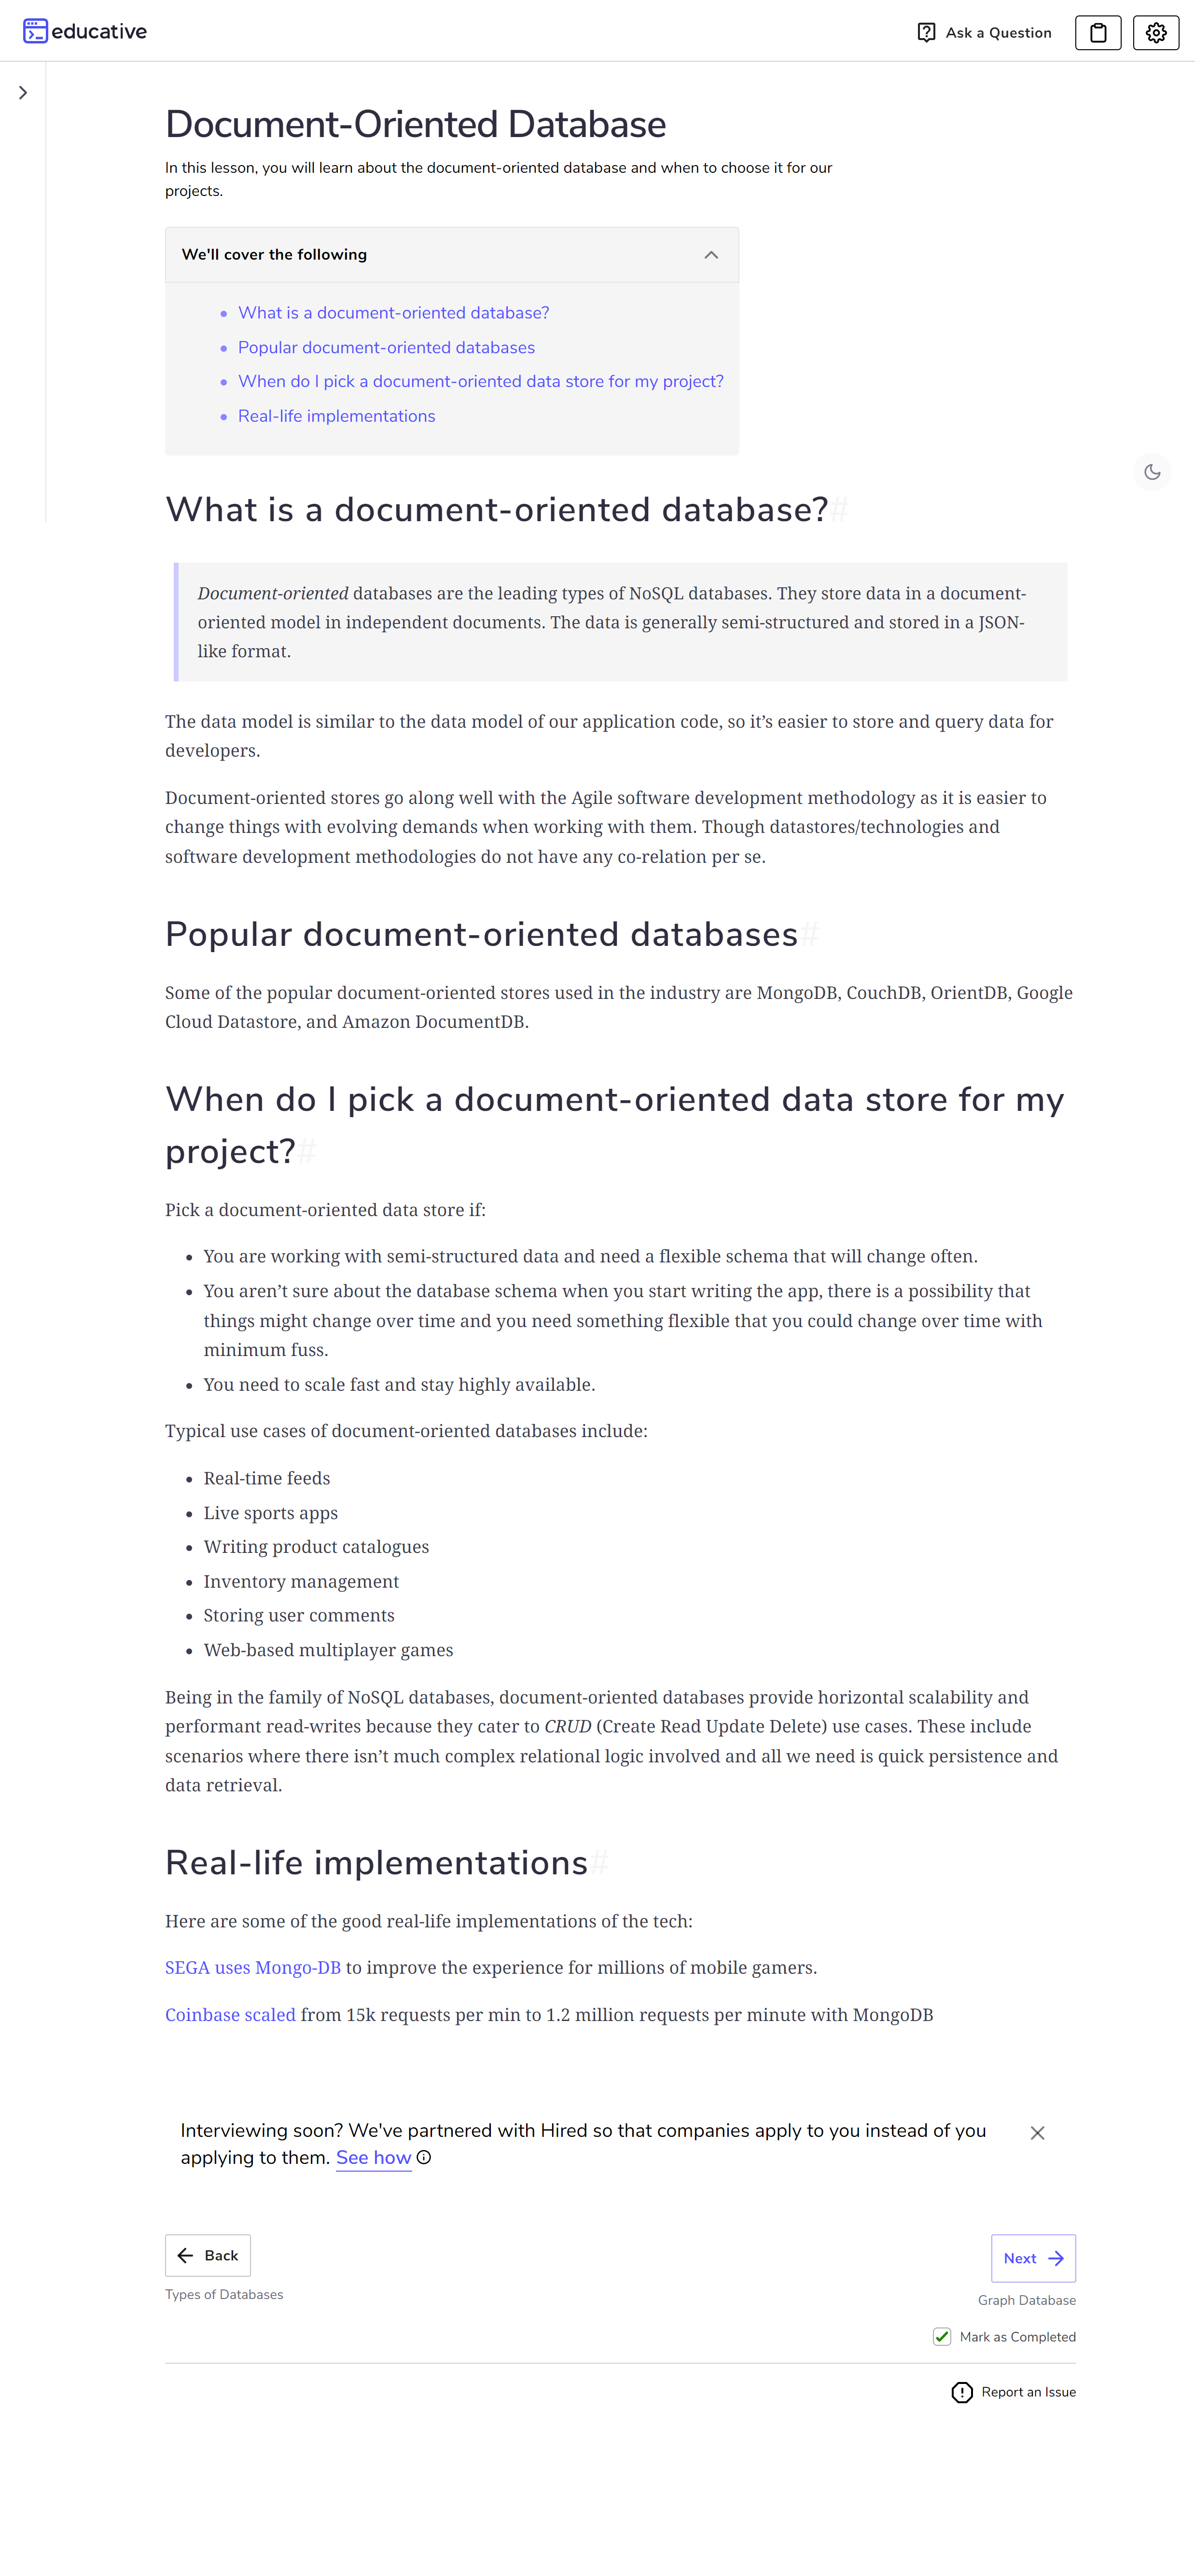 educative
Ask a Question
Document-Oriented Database
In this lesson, you will learn about the document-oriented database and when to choose it for our
projects.
We'll cover the following
What is a document-oriented database?
Popular document-oriented databases
When do I pick a document-oriented data store for my project?
Real-life implementations
What is a document-oriented database?#
Document-oriented databases are the leading types of NoSQL databases. They store data in a document-
oriented model in independent documents. The data is generally semi-structured and stored in a JSON-
like format.
The data model is similar to the data model of our application code, so it’s easier to store and query data for
developers.
Document-oriented stores go along well with the Agile software development methodology as it is easier to
change things with evolving demands when working with them. Though datastores/technologies and
software development methodologies do not have any co-relation per se.
Popular document-oriented databases#
Some of the popular document-oriented stores used in the industry are MongoDB, CouchDB, OrientDB, Google
Cloud Datastore, and Amazon DocumentDB.
When do I pick a document-oriented data store for my
project?#
Pick a document-oriented data store if:
You are working with semi-structured data and need a flexible schema that will change often.
You aren’t sure about the database schema when you start writing the app, there is a possibility that
things might change over time and you need something flexible that you could change over time with
minimum fuss.
You need to scale fast and stay highly available.
Typical use cases of document-oriented databases include:
Real-time feeds
Live sports apps
Writing product catalogues
Inventory management
Storing user comments
Web-based multiplayer games
Being in the family of NoSQL databases, document-oriented databases provide horizontal scalability and
performant read-writes because they cater to CRUD (Create Read Update Delete) use cases. These include
scenarios where there isn’t much complex relational logic involved and all we need is quick persistence and
data retrieval.
Real-life implementations#
Here are some of the good real-life implementations of the tech:
SEGA uses Mongo-DB to improve the experience for millions of mobile gamers.
Coinbase scaled from 15k requests per min to 1.2 million requests per minute with MongoDB
Interviewing soon? We've partnered with Hired so that companies apply to you instead of you
applying to them. See how
Back
Next
Types of Databases
Graph Database
Mark as Completed
Report an Issue